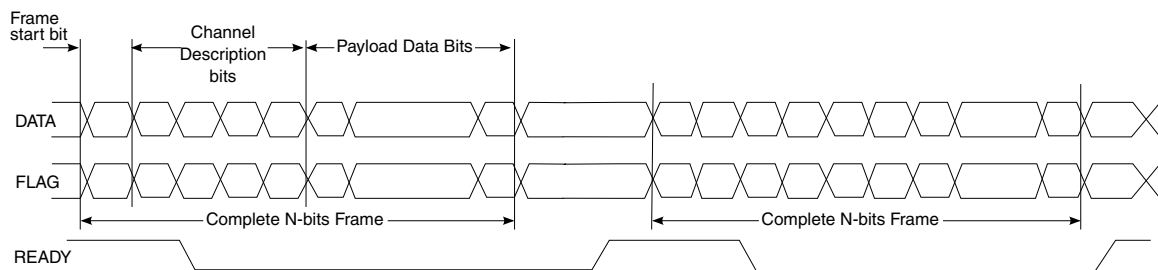 Frame
start bit
Channel
Description
bits
Payload Data Bits
DATA
FLAG
Complete N-bits Frame
Complete N-bits Frame
READY